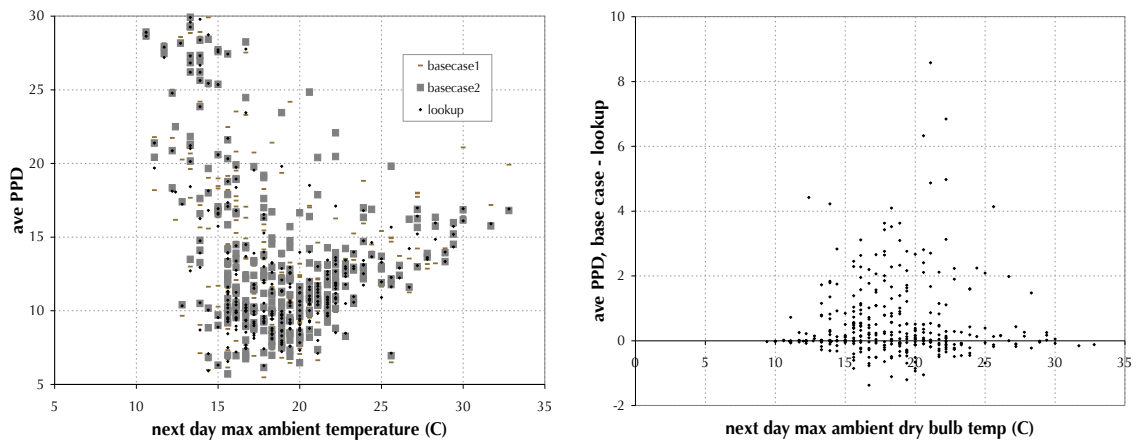 30
25
20
15
10
5
ave PPD
basecase1
basecase2
lookup
5 10 15 20 25 30 35
next day max ambient temperature (C)
10
8
6
4
2
0
-2
ave PPD, base case - lookup
0 5 10 15 20 25 30 35
next day max ambient dry bulb temp (C)